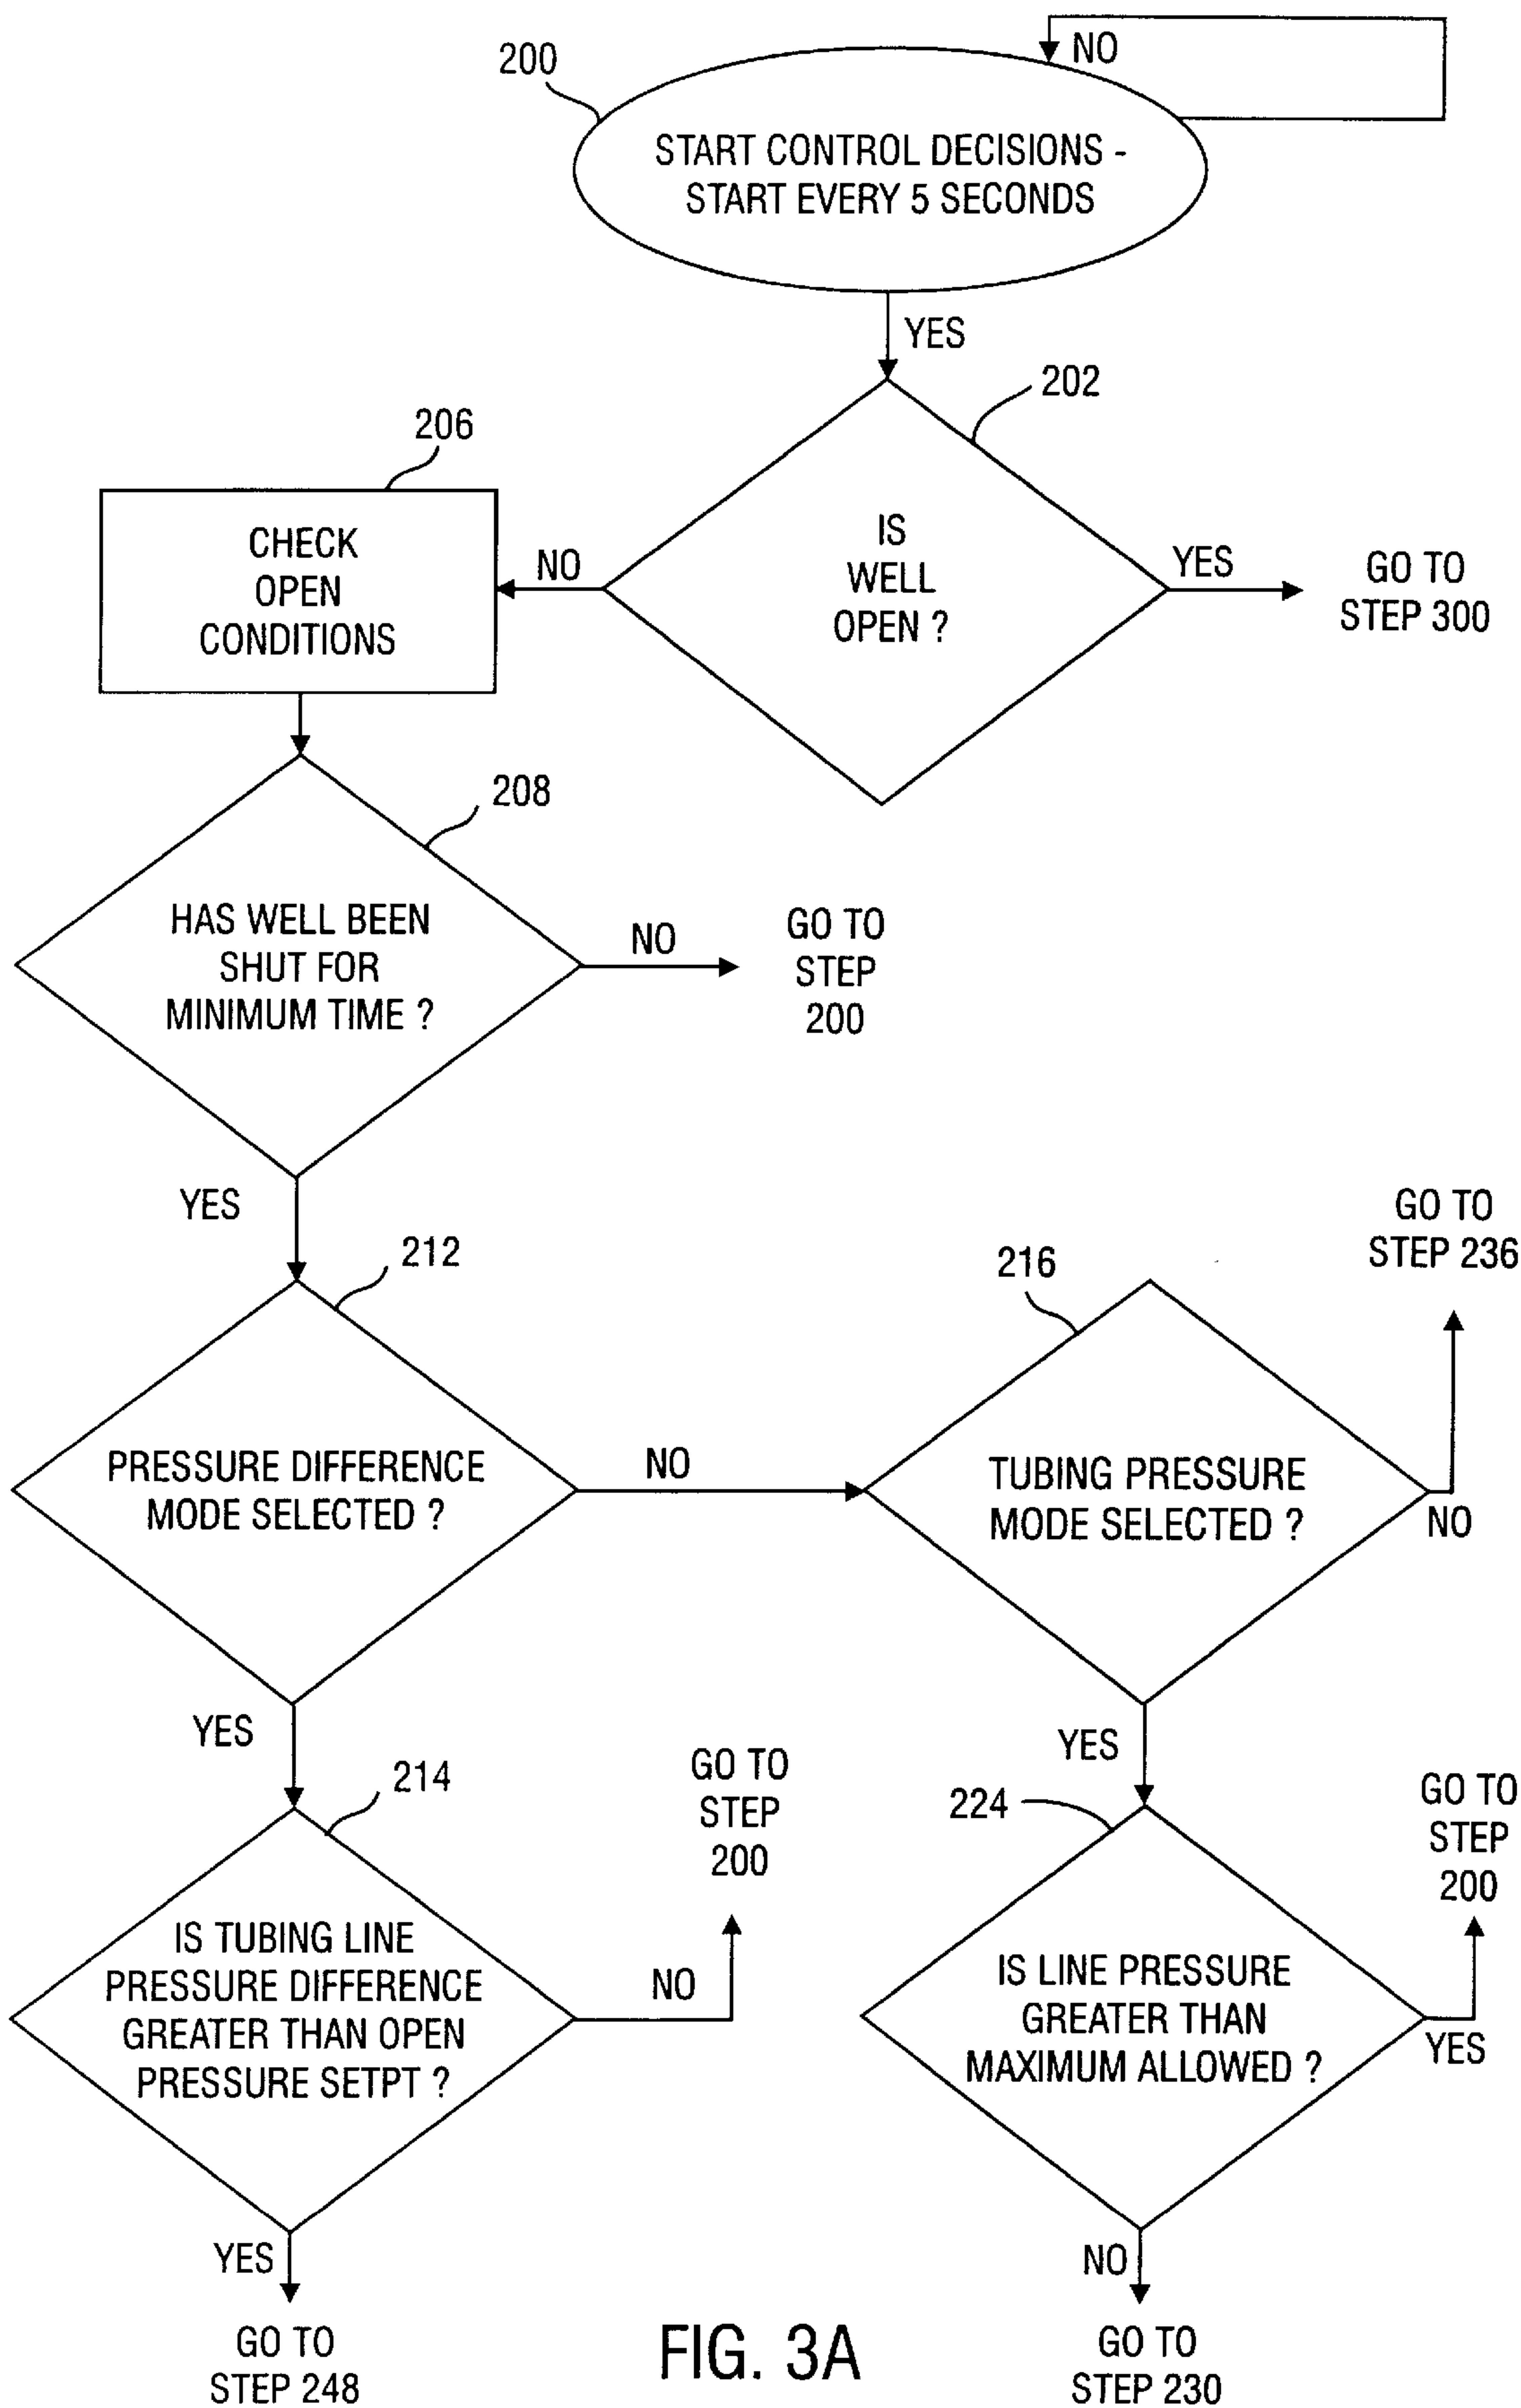 200
NO
START CONTROL DECISIONS -
START EVERY 5 SECONDS
YES
202
206
CHECK
OPEN
CONDITIONS
NO
IS
WELL
OPEN ?
YES
GO TO
STEP 300
208
HAS WELL BEEN
SHUT FOR
MINIMUM TIME ?
NO
GO TO
STEP
200
YES
212
PRESSURE DIFFERENCE
MODE SELECTED ?
NO
216
TUBING PRESSURE
MODE SELECTED ?
GO TO
STEP 236
NO
YES
214
IS TUBING LINE
PRESSURE DIFFERENCE
GREATER THAN OPEN
PRESSURE SETPT ?
GO TO
STEP
200
NO
YES
224
IS LINE PRESSURE
GREATER THAN
MAXIMUM ALLOWED ?
GO TO
STEP
200
YES
YES
GO TO
STEP 248
NO
GO TO
STEP 230
FIG. 3A